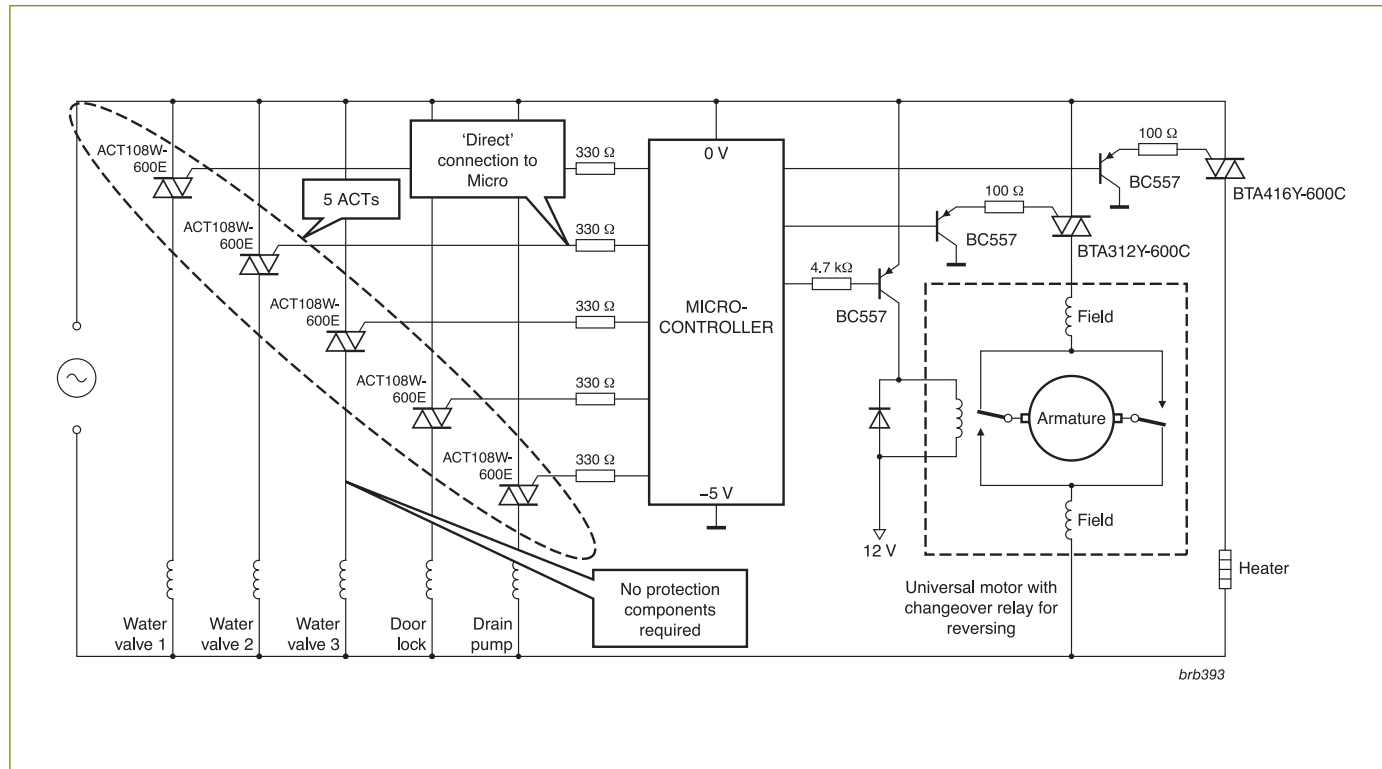 ACT108W-
600E
ACT108W-
600E
ACT108W-
600E
ACT108W-
600E
ACT108W-
600E
5 ACTs
'Direct'
connection to
Micro
330 Ω
330 Ω
330 Ω
330 Ω
330 Ω
0 V
MICRO-
CONTROLLER
–5 V
100 Ω
BC557
BTA416Y-600C
100 Ω
BC557
BTA312Y-600C
4.7 kΩ
BC557
Field
Armature
Field
12 V
Heater
Universal motor with
changeover relay for
reversing
No protection
components
required
Water
valve 1
Water
valve 2
Water
valve 3
Door
lock
Drain
pump
brb393